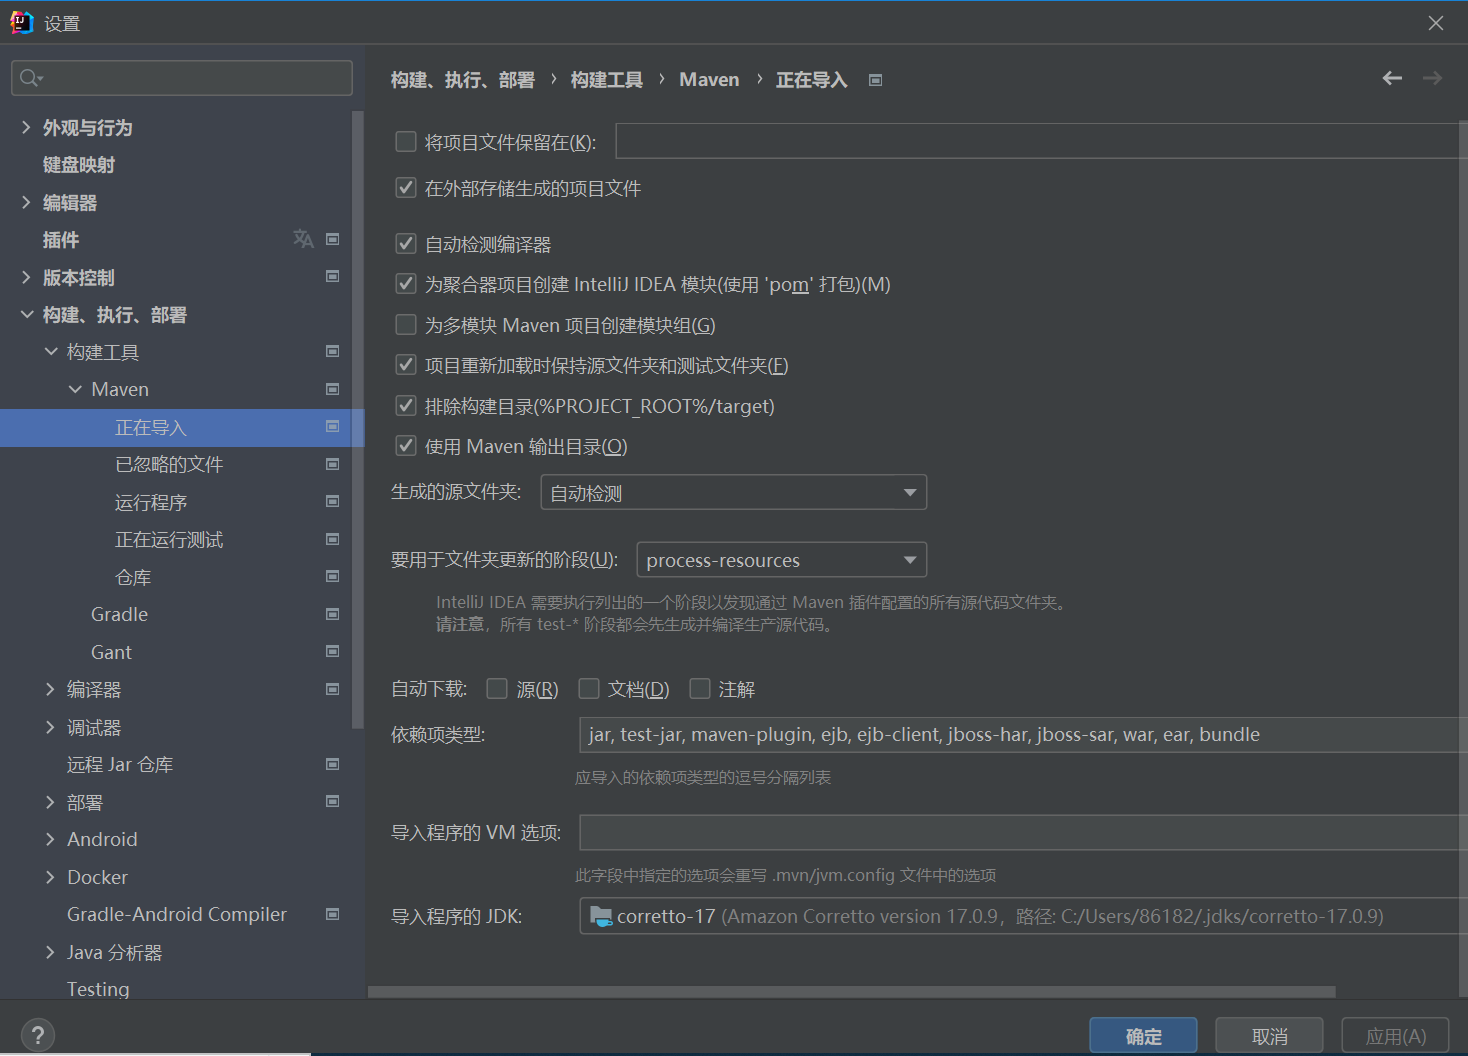 设置
外观与行为
键盘映射
编辑器
插件
版本控制
构建、执行、部署
构建工具
Maven
正在导入
已忽略的文件
运行程序
正在运行测试
仓库
Gradle
Gant
编译器
调试器
远程 Jar 仓库
部署
Android
Docker
Gradle-Android Compiler
Java 分析器
Testing
构建、执行、部署 › 构建工具 › Maven › 正在导入
将项目文件保留在(K):
在外部存储生成的项目文件
自动检测编译器
为聚合器项目创建 IntelliJ IDEA 模块(使用 'pom' 打包)(M)
为多模块 Maven 项目创建模块组(G)
项目重新加载时保持源文件夹和测试文件夹(F)
排除构建目录(%PROJECT_ROOT%/target)
使用 Maven 输出目录(O)
生成的源文件夹: 自动检测
要用于文件夹更新的阶段(U): process-resources
IntelliJ IDEA 需要执行列出的一个阶段以发现通过 Maven 插件配置的所有源代码文件夹。
请注意，所有 test-* 阶段都会先生成并编译生产源代码。
自动下载: 源(R) 文档(D) 注解
依赖项类型: jar, test-jar, maven-plugin, ejb, ejb-client, jboss-har, jboss-sar, war, ear, bundle
应导入的依赖项类型的逗号分隔列表
导入程序的 VM 选项:
此字段中指定的选项会重写 .mvn/jvm.config 文件中的选项
导入程序的 JDK: corretto-17 (Amazon Corretto version 17.0.9，路径: C:/Users/86182/.jdks/corretto-17.0.9)
? 确定 取消 应用(A)